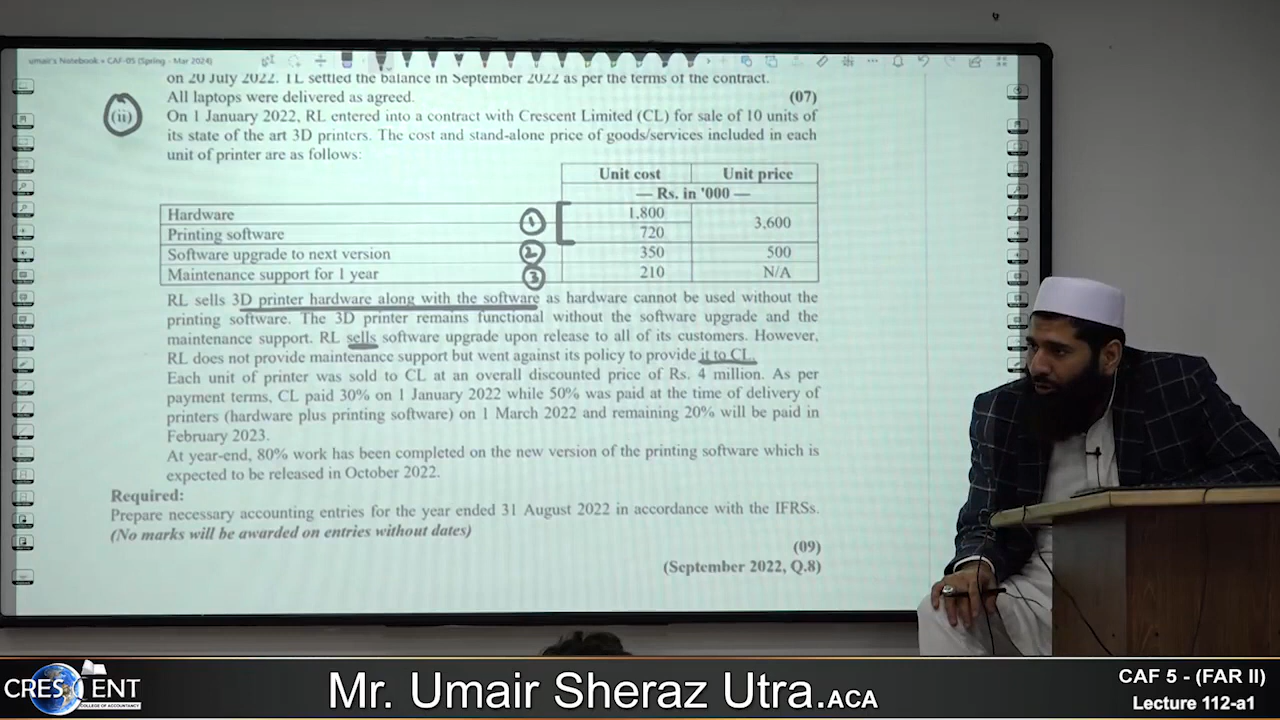 umair's Notebook » CAF-05 (Spring - Mar 2024)
on 20 July 2022. TL settled the balance in September 2022 as per the terms of the contract.
All laptops were delivered as agreed. (07)
(ii) On 1 January 2022, RL entered into a contract with Crescent Limited (CL) for sale of 10 units of
its state of the art 3D printers. The cost and stand-alone price of goods/services included in each
unit of printer are as follows:
Unit cost Unit price
— Rs. in '000 —
Hardware 1,800
3,600
Printing software 720
1
Software upgrade to next version 2 350 500
Maintenance support for 1 year 3 210 N/A
RL sells 3D printer hardware along with the software as hardware cannot be used without the
printing software. The 3D printer remains functional without the software upgrade and the
maintenance support. RL sells software upgrade upon release to all of its customers. However,
RL does not provide maintenance support but went against its policy to provide it to CL.
Each unit of printer was sold to CL at an overall discounted price of Rs. 4 million. As per
payment terms, CL paid 30% on 1 January 2022 while 50% was paid at the time of delivery of
printers (hardware plus printing software) on 1 March 2022 and remaining 20% will be paid in
February 2023.
At year-end, 80% work has been completed on the new version of the printing software which is
expected to be released in October 2022.
Required:
Prepare necessary accounting entries for the year ended 31 August 2022 in accordance with the IFRSs.
(No marks will be awarded on entries without dates)
(09)
(September 2022, Q.8)
CRESCENT
COLLEGE OF ACCOUNTANCY
Mr. Umair Sheraz Utra.ACA
CAF 5 - (FAR II)
Lecture 112-a1